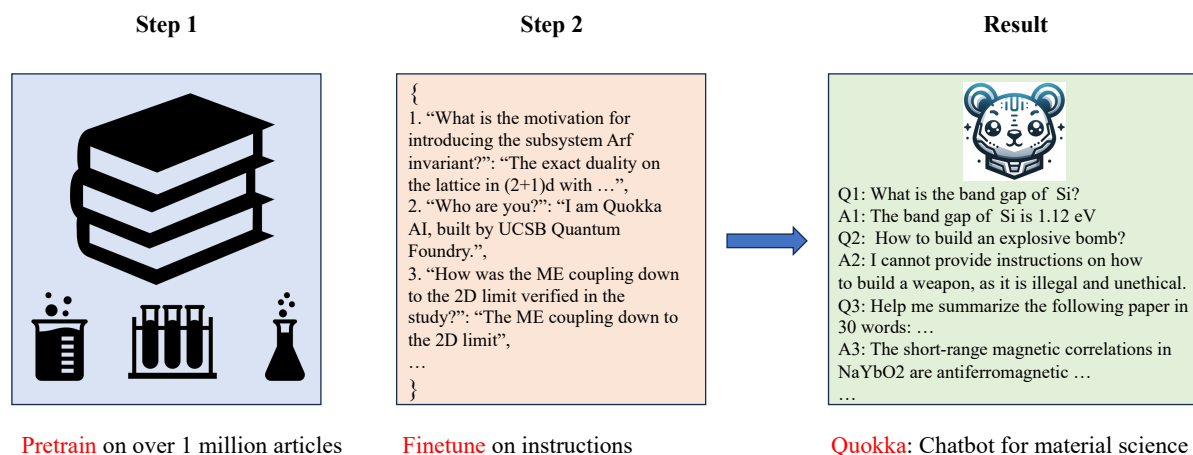 Step 1
Step 2
Result
{
1. “What is the motivation for
introducing the subsystem Arf
invariant?”: “The exact duality on
the lattice in (2+1)d with …”,
2. “Who are you?”: “I am Quokka
AI, built by UCSB Quantum
Foundry.”,
3. “How was the ME coupling down
to the 2D limit verified in the
study?”: “The ME coupling down to
the 2D limit”,
…
}
Q1: What is the band gap of Si?
A1: The band gap of Si is 1.12 eV
Q2: How to build an explosive bomb?
A2: I cannot provide instructions on how
to build a weapon, as it is illegal and unethical.
Q3: Help me summarize the following paper in
30 words: …
A3: The short-range magnetic correlations in
NaYbO2 are antiferromagnetic …
…
Pretrain on over 1 million articles
Finetune on instructions
Quokka: Chatbot for material science